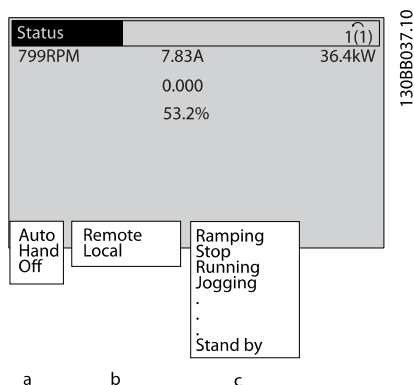 Status 1(1)
799RPM 7.83A 36.4kW
0.000
53.2%
130BB037.10
Auto
Hand
Off
Remote
Local
Ramping
Stop
Running
Jogging
.
.
.
Stand by
a b c